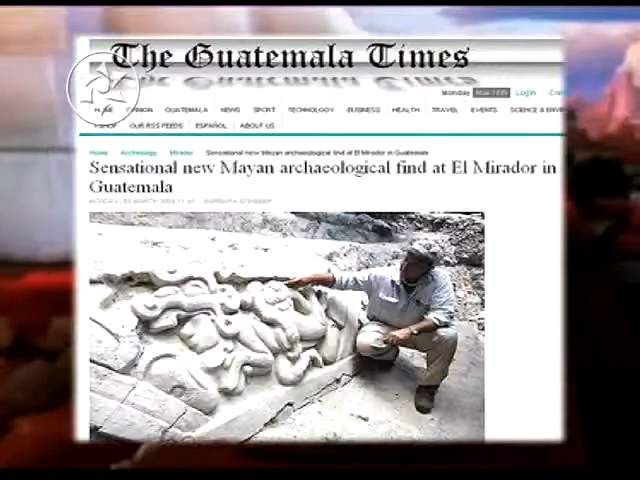 The Guatemala Times
Monday Login
HOME OPINION GUATEMALA NEWS SPORT TECHNOLOGY BUSINESS HEALTH TRAVEL EVENTS SCIENCE &
OUR RSS FEEDS ESPAÑOL ABOUT US
Home Archaeology Mirador Sensational new Mayan archaeological find at El Mirador in Guatemala
Sensational new Mayan archaeological find at El Mirador in
Guatemala